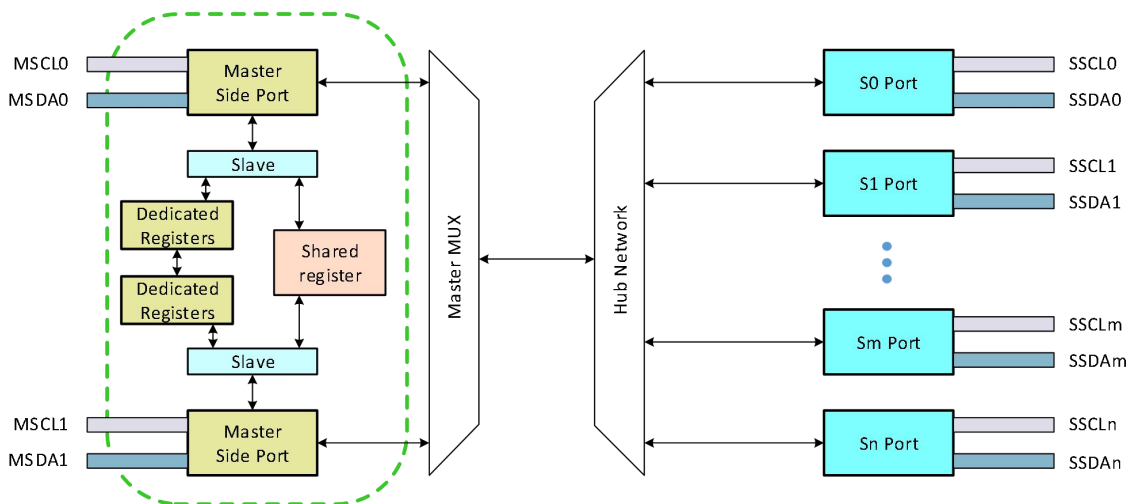 MSCL0
MSDA0
Master
Side Port
Slave
Dedicated
Registers
Dedicated
Registers
Shared
register
Slave
MSCL1
MSDA1
Master
Side Port
Master MUX
Hub Network
S0 Port
SSCL0
SSDA0
S1 Port
SSCL1
SSDA1
Sm Port
SSCLm
SSDAm
Sn Port
SSCLn
SSDAn